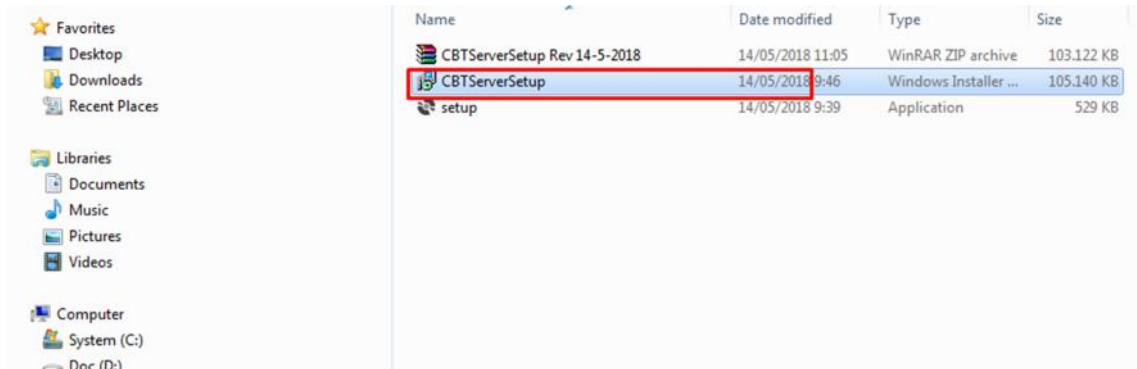 Favorites
Desktop
Downloads
Recent Places
Libraries
Documents
Music
Pictures
Videos
Computer
System (C:)
Doc (D:)
Name Date modified Type Size
CBTServerSetup Rev 14-5-2018 14/05/2018 11:05 WinRAR ZIP archive 103.122 KB
CBTServerSetup 14/05/2018 9:46 Windows Installer ... 105.140 KB
setup 14/05/2018 9:39 Application 529 KB